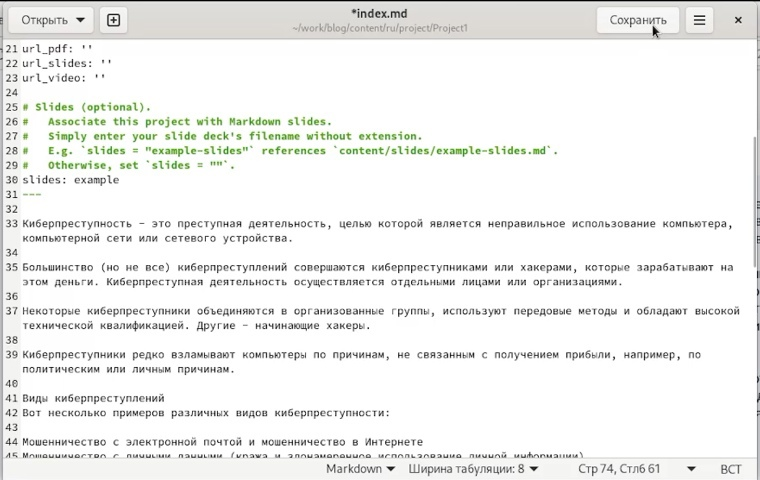 Открыть
*index.md
~/work/blog/content/ru/project/Project1
Сохранить
21 url_pdf: ''
22 url_slides: ''
23 url_video: ''
24
25 # Slides (optional).
26 #   Associate this project with Markdown slides.
27 #   Simply enter your slide deck's filename without extension.
28 #   E.g. `slides = "example-slides"` references `content/slides/example-slides.md`.
29 #   Otherwise, set `slides = ""`.
30 slides: example
31 ---
32
33 Киберпреступность - это преступная деятельность, целью которой является неправильное использование компьютера,
компьютерной сети или сетевого устройства.
34
35 Большинство (но не все) киберпреступлений совершаются киберпреступниками или хакерами, которые зарабатывают на
этом деньги. Киберпреступная деятельность осуществляется отдельными лицами или организациями.
36
37 Некоторые киберпреступники объединяются в организованные группы, используют передовые методы и обладают высокой
технической квалификацией. Другие - начинающие хакеры.
38
39 Киберпреступники редко взламывают компьютеры по причинам, не связанным с получением прибыли, например, по
политическим или личным причинам.
40
41 Виды киберпреступлений
42 Вот несколько примеров различных видов киберпреступности:
43
44 Мошенничество с электронной почтой и мошенничество в Интернете
45 Мошенничество с личными данными (кража и злонамеренное использование личной информации)
Markdown Ширина табуляции: 8 Стр 74, Стлб 61 ВСТ